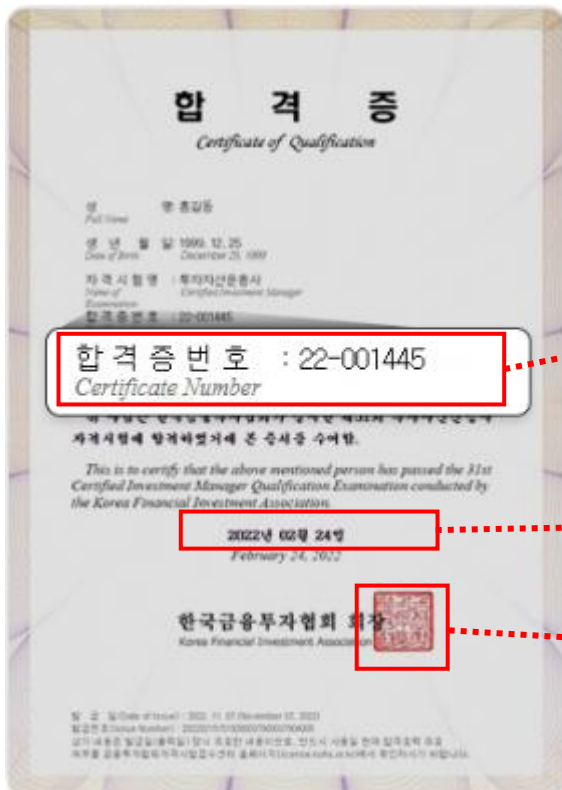 합 격 증
Certificate of Qualification
성 명: 홍길동
Full Name
생 년 월 일: 1999. 12. 25
Date of Birth December 25, 1999
자 격 시 험 명 : 투자자산운용사
Name of Certified Investment Manager
Examination
합 격 증 번 호 : 22-001445
합 격 증 번 호 : 22-001445
Certificate Number
자격시험에 합격하였기에 본 증서를 수여함.
This is to certify that the above mentioned person has passed the 31st
Certified Investment Manager Qualification Examination conducted by
the Korea Financial Investment Association.
2022년 02월 24일
February 24, 2022
한국금융투자협회 회장
Korea Financial Investment Association